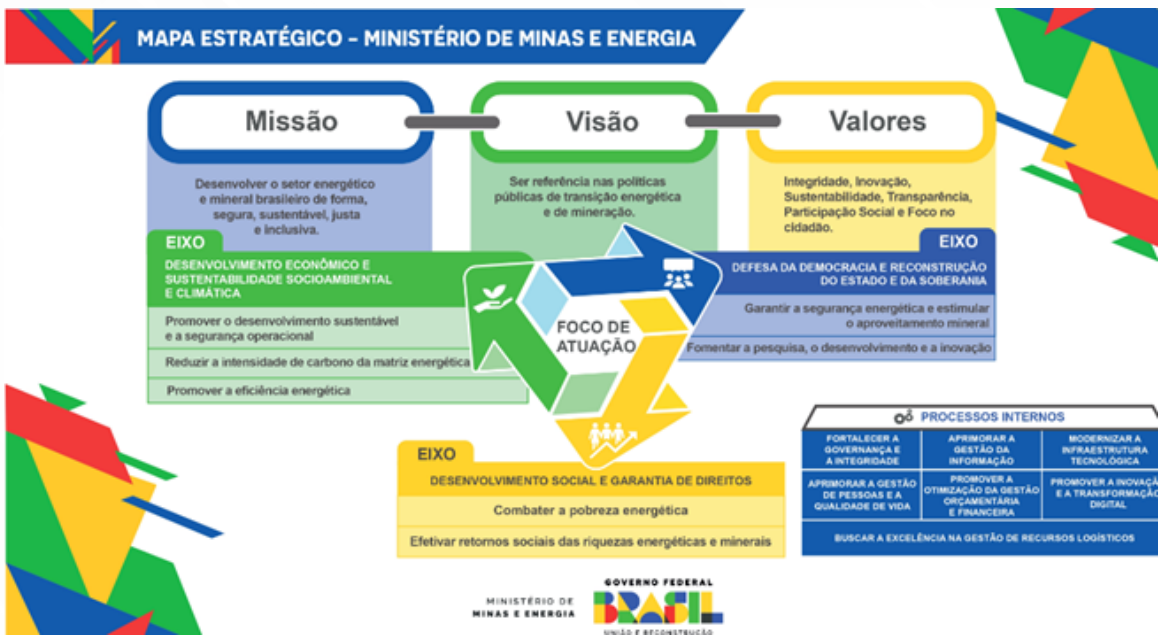 MAPA ESTRATÉGICO – MINISTÉRIO DE MINAS E ENERGIA
Missão
Visão
Valores
Desenvolver o setor energético
e mineral brasileiro de forma,
segura, sustentável, justa
e inclusiva.
Ser referência nas políticas
públicas de transição energética
e de mineração.
Integridade, Inovação,
Sustentabilidade, Transparência,
Participação Social e Foco no
cidadão.
EIXO
DESENVOLVIMENTO ECONÔMICO E
SUSTENTABILIDADE SOCIOAMBIENTAL
E CLIMÁTICA
Promover o desenvolvimento sustentável
e a segurança operacional
Reduzir a intensidade de carbono da matriz energética
Promover a eficiência energética
FOCO DE
ATUAÇÃO
EIXO
DEFESA DA DEMOCRACIA E RECONSTRUÇÃO
DO ESTADO E DA SOBERANIA
Garantir a segurança energética e estimular
o aproveitamento mineral
Fomentar a pesquisa, o desenvolvimento e a inovação
EIXO
DESENVOLVIMENTO SOCIAL E GARANTIA DE DIREITOS
Combater a pobreza energética
Efetivar retornos sociais das riquezas energéticas e minerais
PROCESSOS INTERNOS
FORTALECER A
GOVERNANÇA E
A INTEGRIDADE
APRIMORAR A
GESTÃO DA
INFORMAÇÃO
MODERNIZAR A
INFRAESTRUTURA
TECNOLÓGICA
APRIMORAR A GESTÃO
DE PESSOAS E A
QUALIDADE DE VIDA
PROMOVER A
OTIMIZAÇÃO DA GESTÃO
ORÇAMENTÁRIA
E FINANCEIRA
PROMOVER A INOVAÇÃ
E A TRANSFORMAÇÃO
DIGITAL
BUSCAR A EXCELÊNCIA NA GESTÃO DE RECURSOS LOGÍSTICOS
MINISTÉRIO DE
MINAS E ENERGIA
GOVERNO FEDERAL
BRASIL
UNIÃO E RECONSTRUÇÃO